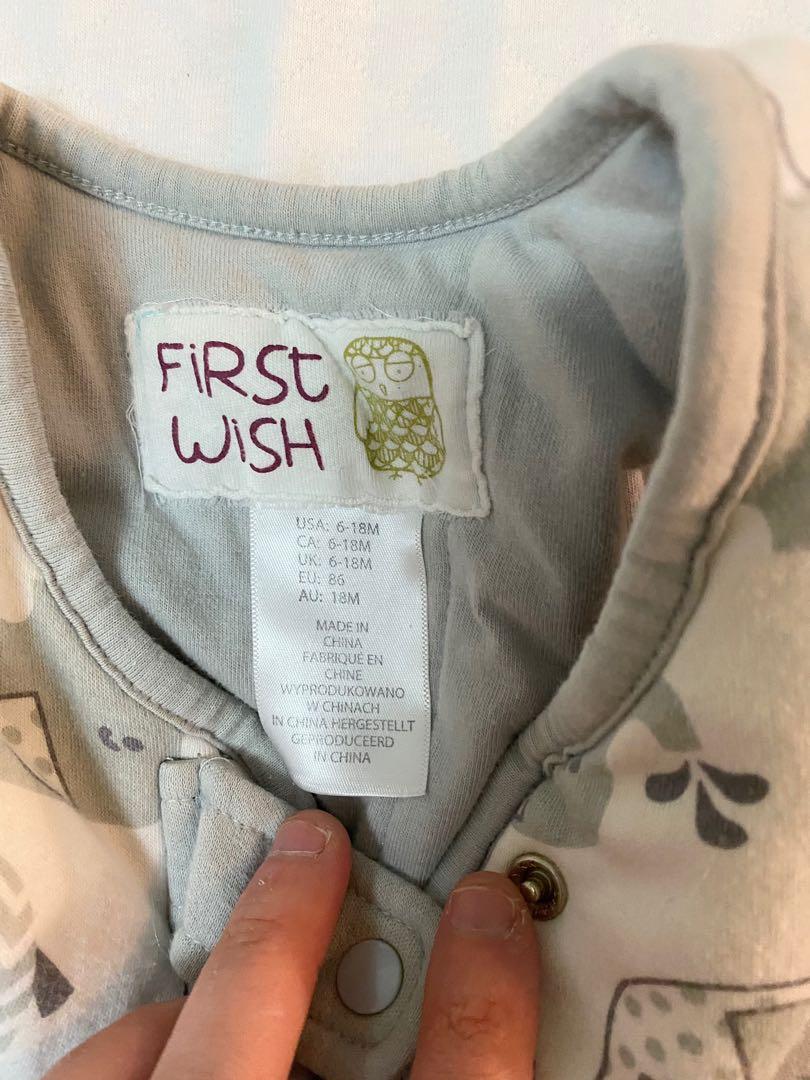 FiRSt
WiSH
USA: 6-18M
CA: 6-18M
UK: 6-18M
EU: 86
AU: 18M
MADE IN
CHINA
FABRIQUÉ EN
CHINE
WYPRODUKOWANO
W CHINACH
IN CHINA HERGESTELLT
GEPRODUCEERD
IN CHINA